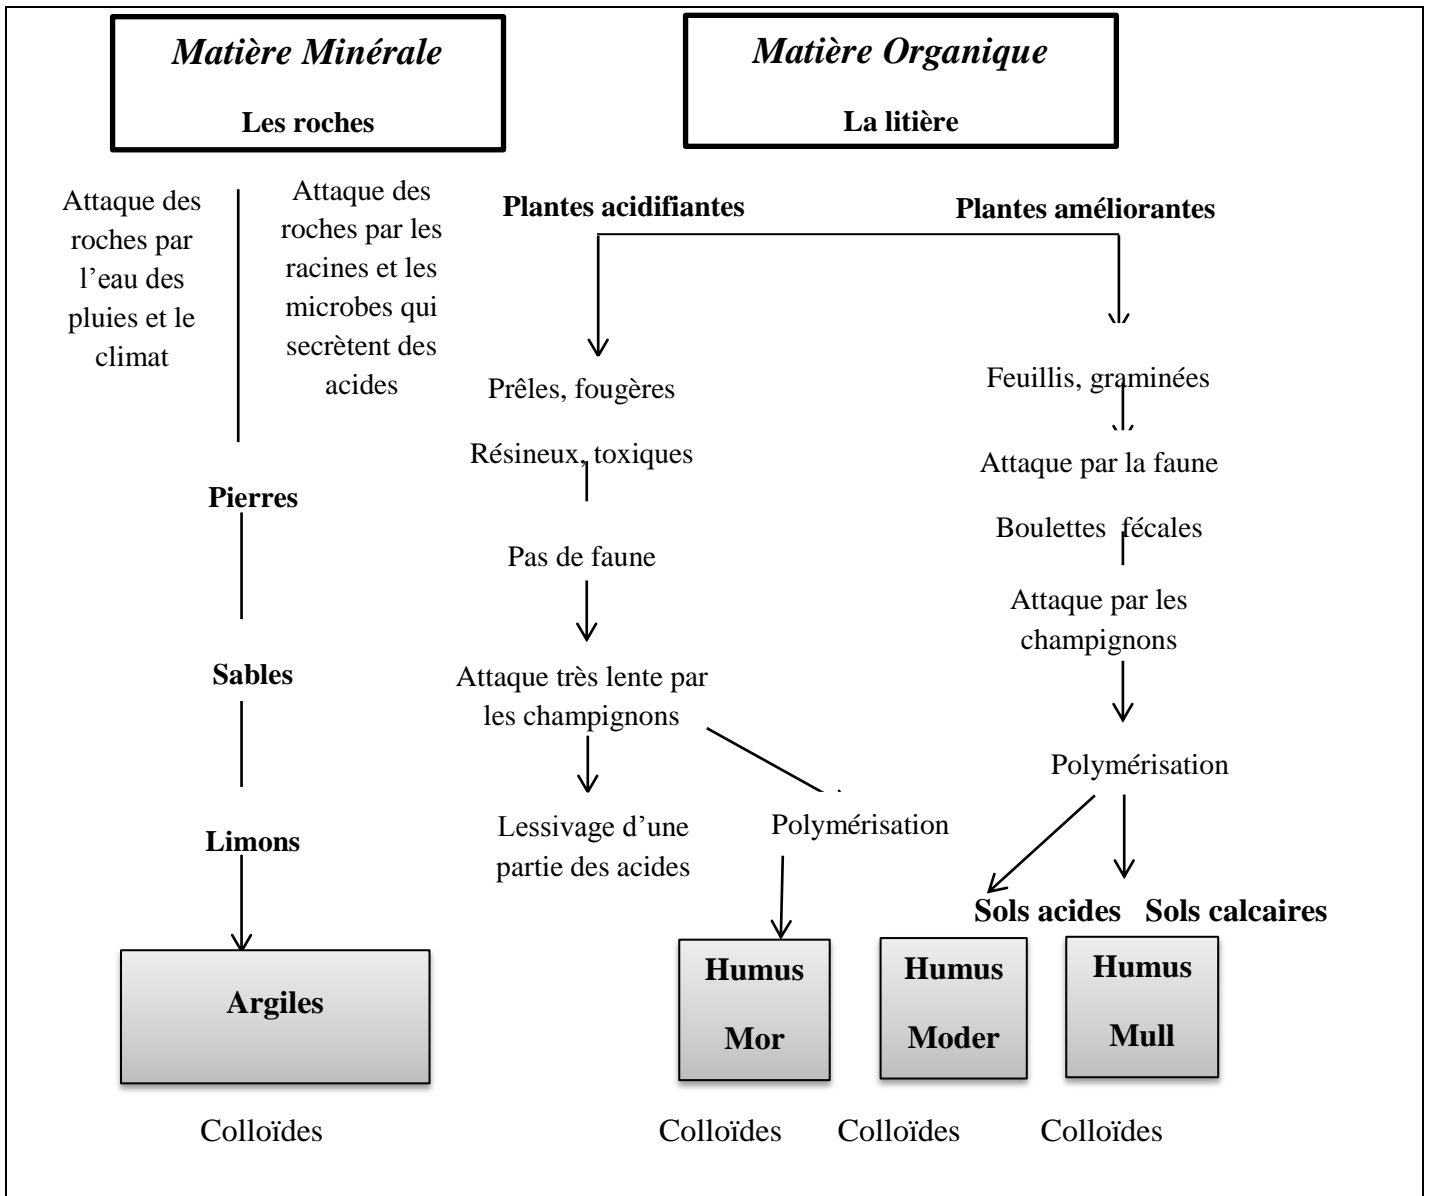 Matière Minérale
Les roches
Matière Organique
La litière
Attaque des
roches par
l’eau des
pluies et le
climat
Attaque des
roches par les
racines et les
microbes qui
secrètent des
acides
Pierres
Sables
Limons
Argiles
Colloïdes
Plantes acidifiantes
Prêles, fougères
Résineux, toxiques
Pas de faune
Attaque très lente par
les champignons
Lessivage d’une
partie des acides
Polymérisation
Humus
Mor
Colloïdes
Plantes améliorantes
Feuillis, graminées
Attaque par la faune
Boulettes fécales
Attaque par les
champignons
Polymérisation
Sols acides
Sols calcaires
Humus
Moder
Colloïdes
Humus
Mull
Colloïdes